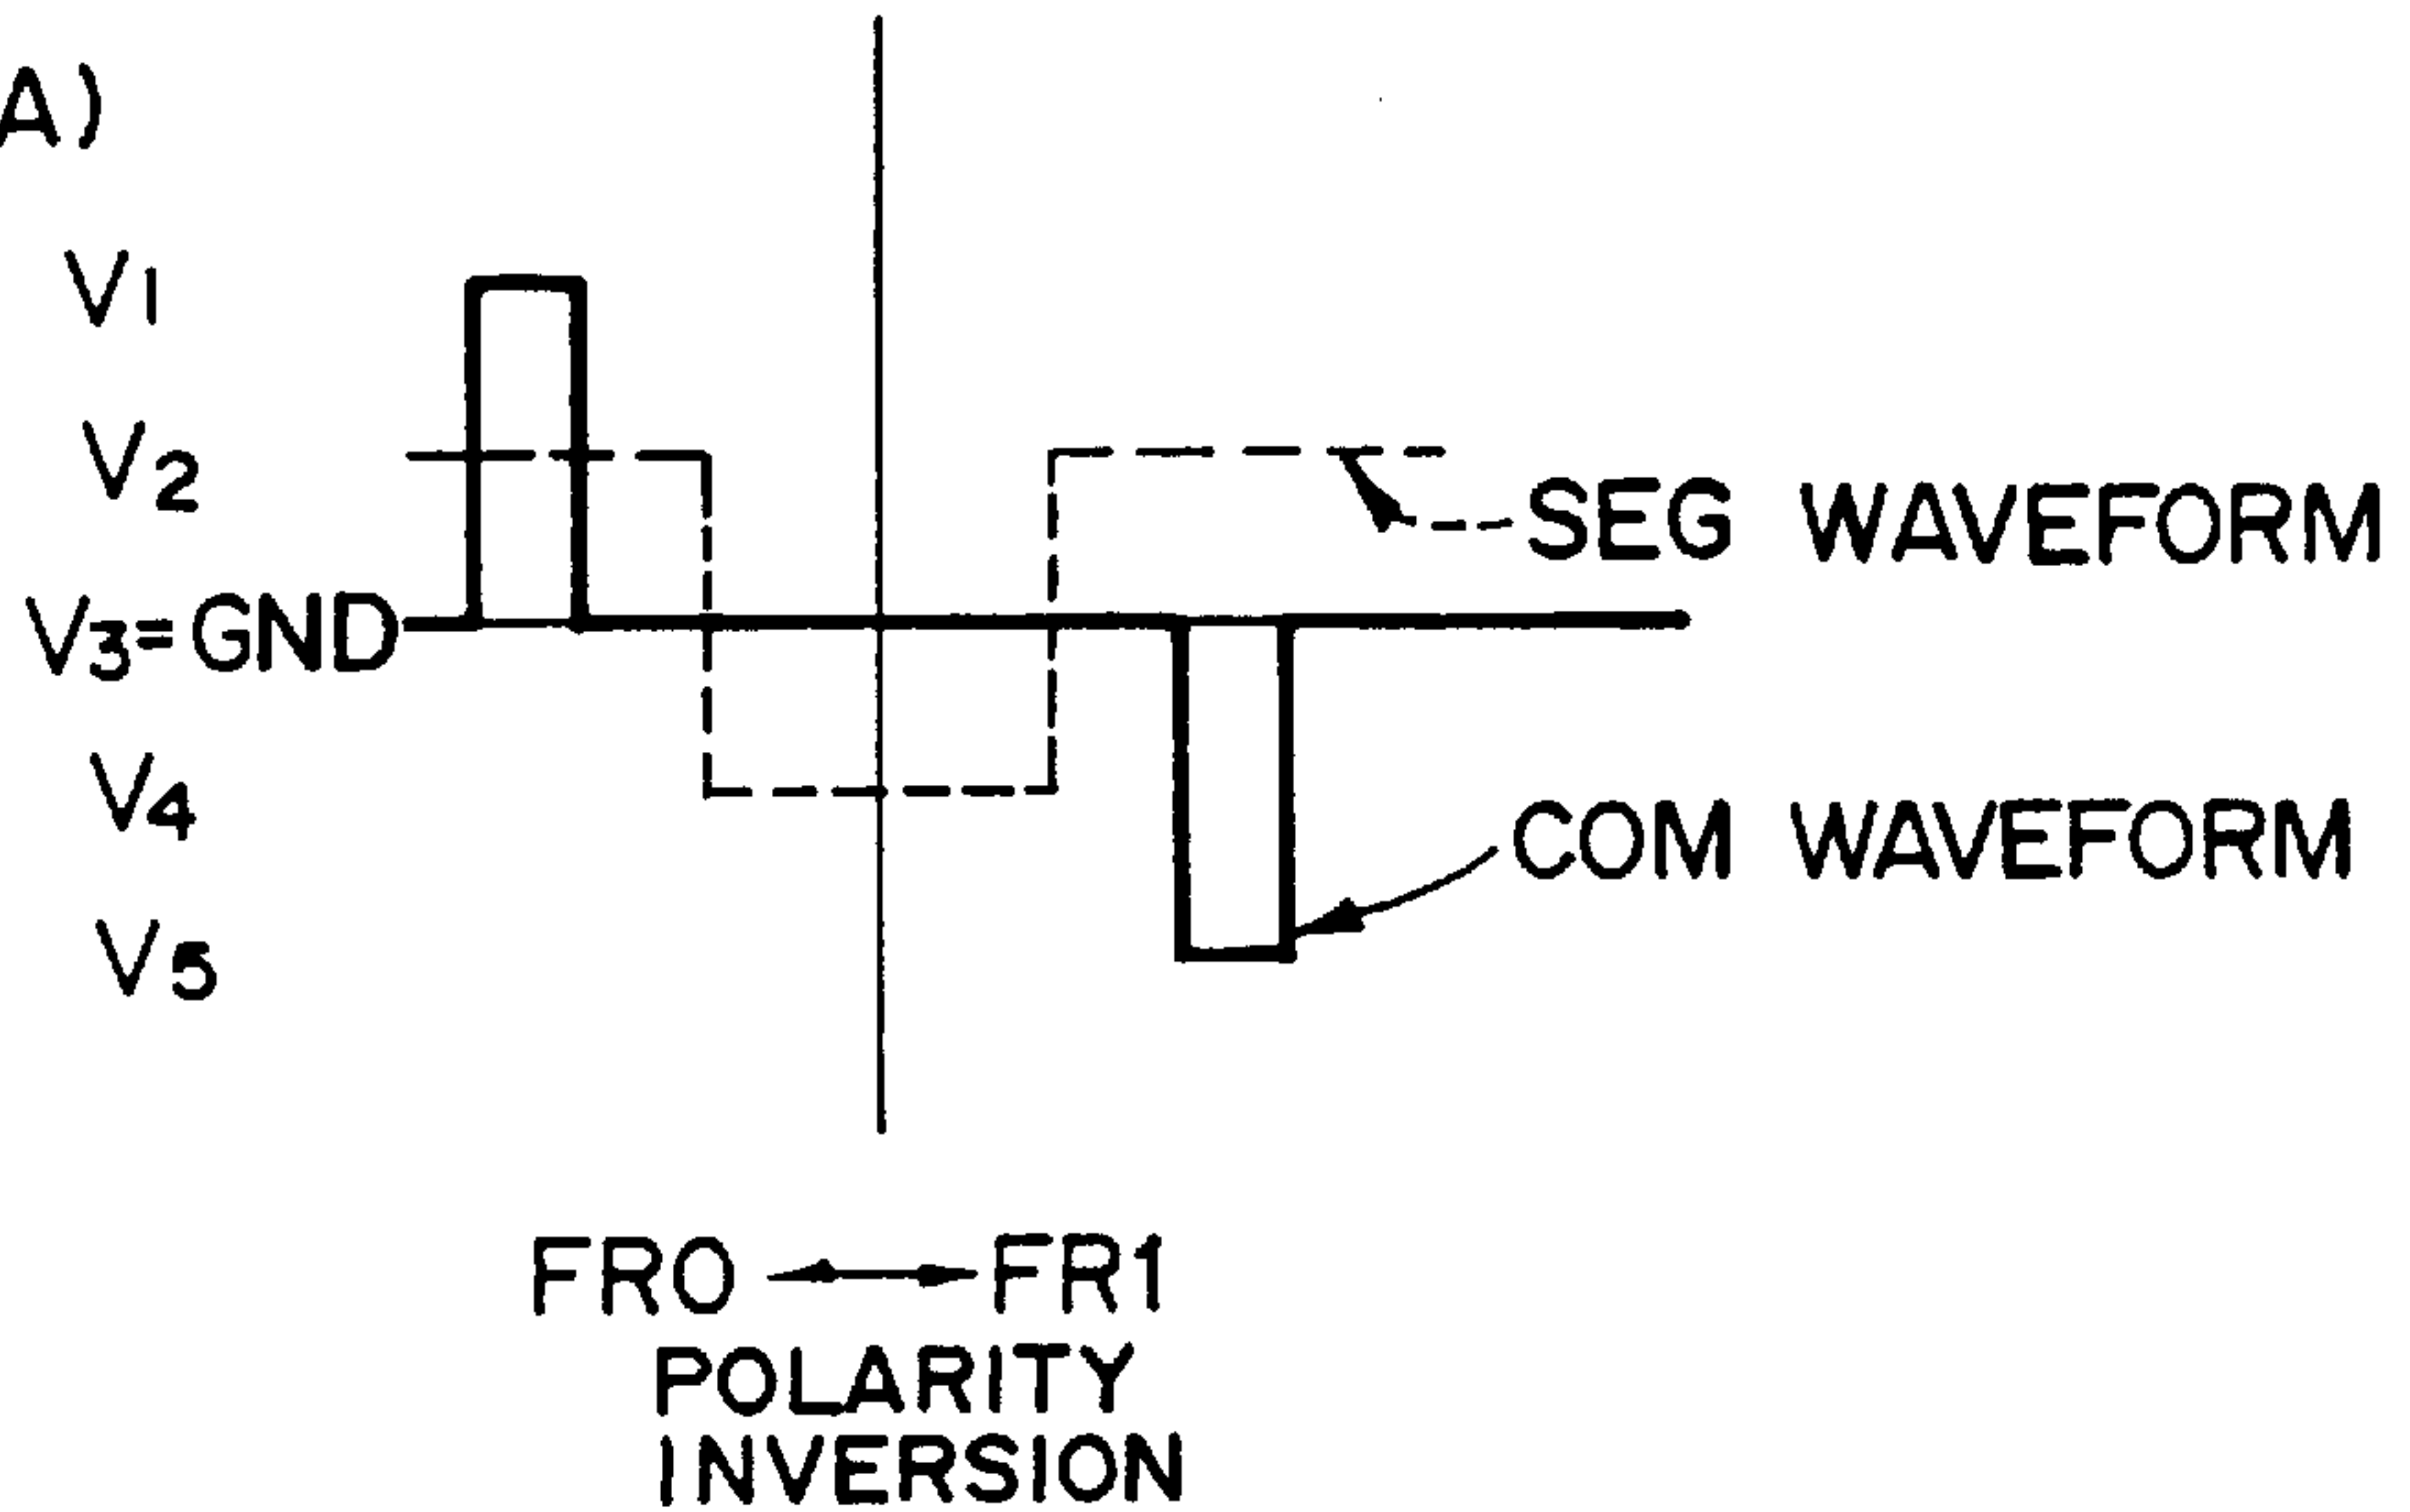 A)
V1
V2
V3=GND
SEG WAVEFORM
V4
COM WAVEFORM
V5
FR0 FR1
POLARITY
INVERSION